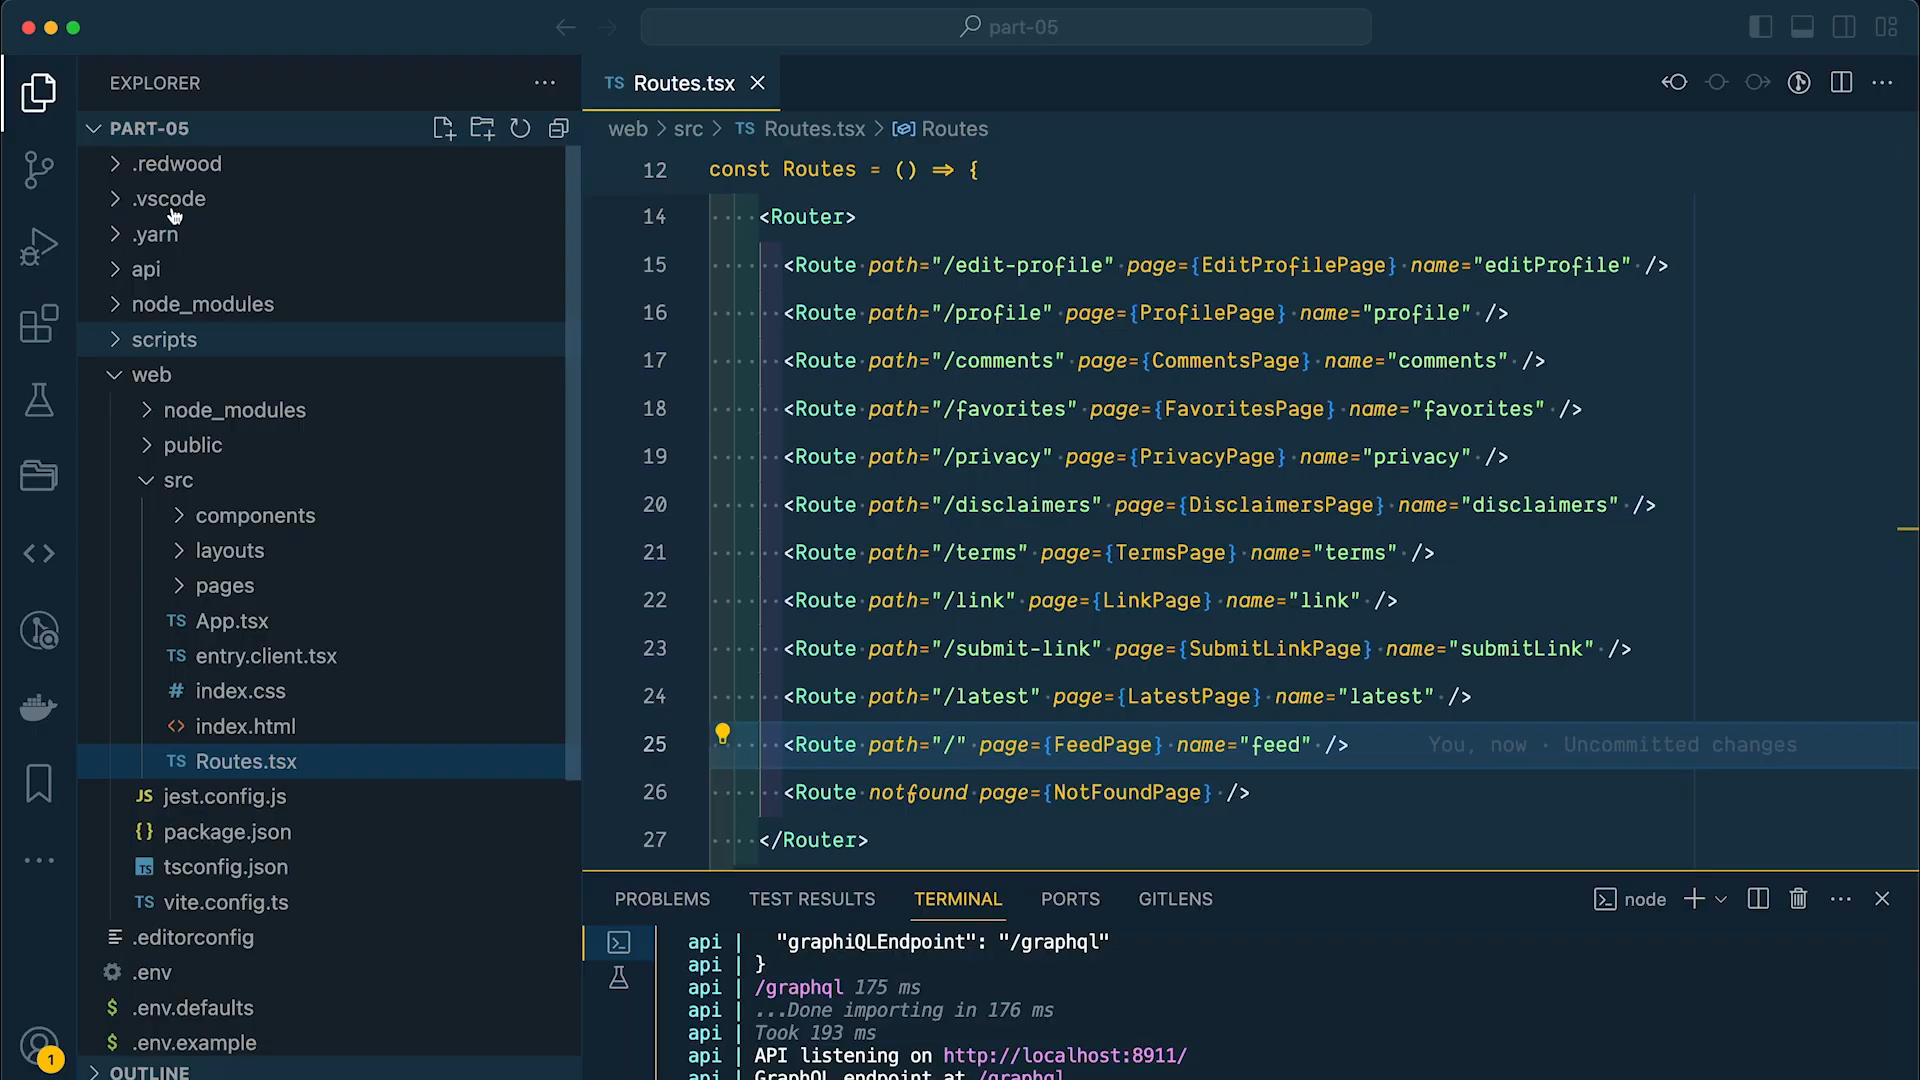 part-05
EXPLORER
PART-05
.redwood
.vscode
.yarn
api
node_modules
scripts
web
node_modules
public
src
components
layouts
pages
TS App.tsx
TS entry.client.tsx
# index.css
<> index.html
TS Routes.tsx
JS jest.config.js
{} package.json
TS tsconfig.json
TS vite.config.ts
.editorconfig
.env
$ .env.defaults
$ .env.example
OUTLINE
1
TS Routes.tsx
web > src > TS Routes.tsx > Routes
12 const Routes = () => {
14 <Router>
15 <Route path="/edit-profile" page={EditProfilePage} name="editProfile" />
16 <Route path="/profile" page={ProfilePage} name="profile" />
17 <Route path="/comments" page={CommentsPage} name="comments" />
18 <Route path="/favorites" page={FavoritesPage} name="favorites" />
19 <Route path="/privacy" page={PrivacyPage} name="privacy" />
20 <Route path="/disclaimers" page={DisclaimersPage} name="disclaimers" />
21 <Route path="/terms" page={TermsPage} name="terms" />
22 <Route path="/link" page={LinkPage} name="link" />
23 <Route path="/submit-link" page={SubmitLinkPage} name="submitLink" />
24 <Route path="/latest" page={LatestPage} name="latest" />
25 <Route path="/" page={FeedPage} name="feed" /> You, now · Uncommitted changes
26 <Route notfound page={NotFoundPage} />
27 </Router>
PROBLEMS TEST RESULTS TERMINAL PORTS GITLENS node
api | "graphiQLEndpoint": "/graphql"
api | }
api | /graphql 175 ms
api | ...Done importing in 176 ms
api | Took 193 ms
api | API listening on http://localhost:8911/
api | GraphQL endpoint at /graphql